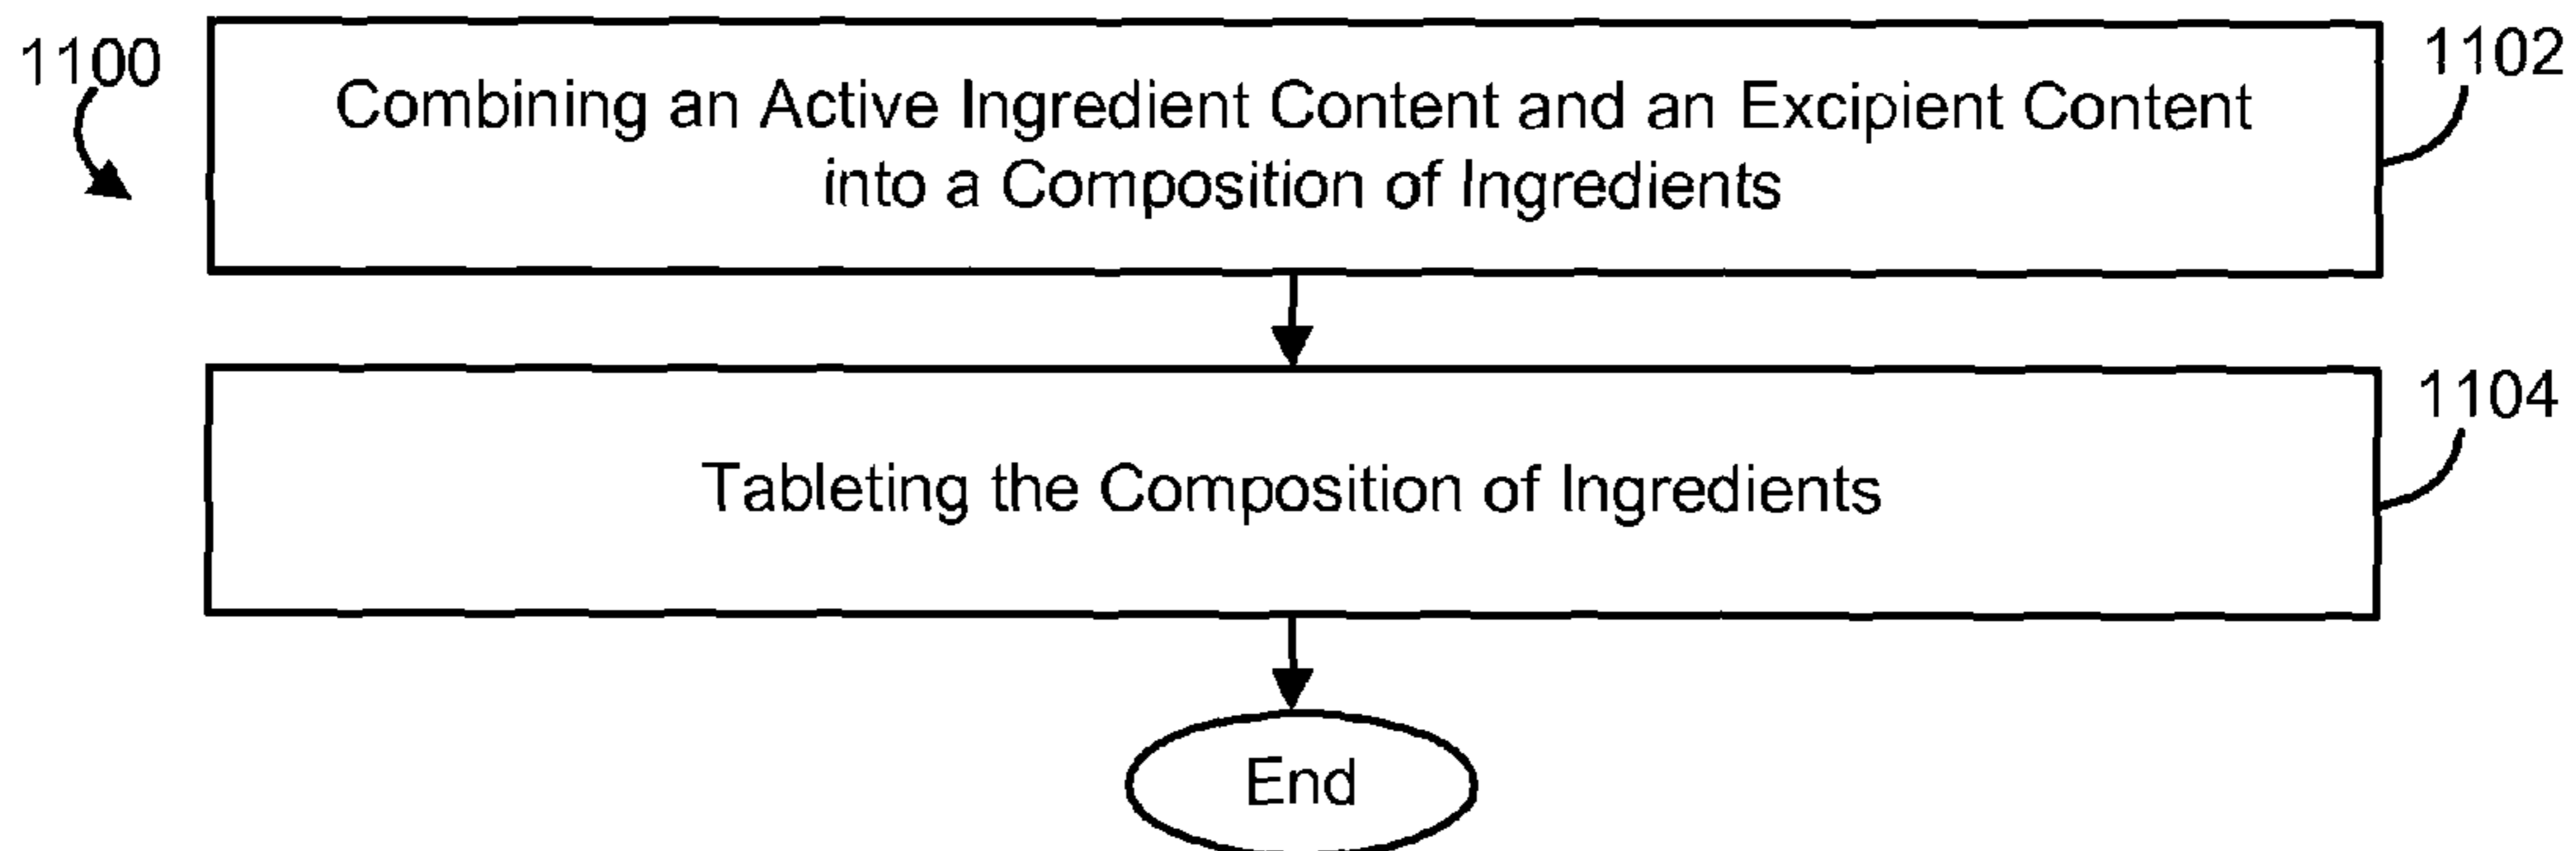 1100
Combining an Active Ingredient Content and an Excipient Content
into a Composition of Ingredients
1102
Tableting the Composition of Ingredients
1104
End